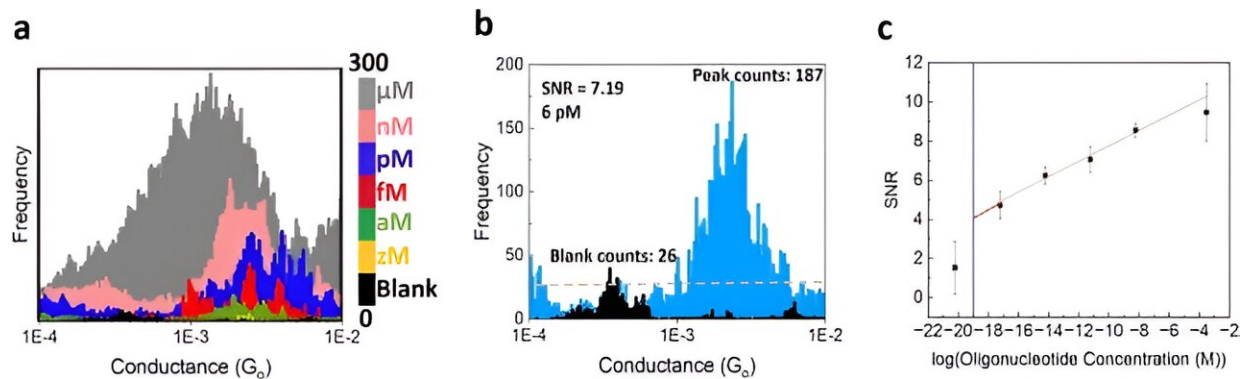 a
300
μM
nM
pM
fM
aM
zM
Blank
0
Frequency
1E-4 1E-3 1E-2
Conductance (Go)
b
200
150
100
50
0
SNR = 7.19
6 pM
Peak counts: 187
Blank counts: 26
Frequency
1E-4 1E-3 1E-2
Conductance (Go)
c
12
10
8
6
4
2
0
SNR
−22 −20 −18 −16 −14 −12 −10 −8 −6 −4 −2
log(Oligonucleotide Concentration (M))